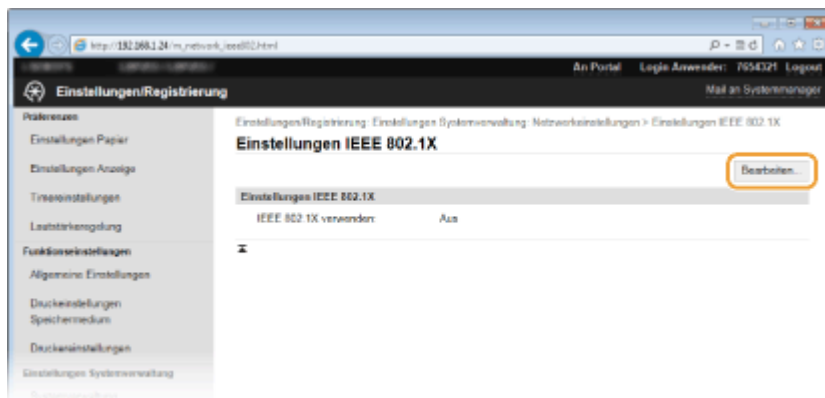 http://192.168.1.24/m_network_ieee802.html
An Portal Login Anwender: 7654321 Logout
Einstellungen/Registrierung
Mail an Systemmanager
Präferenzen
Einstellungen Papier
Einstellungen Anzeige
Timereinstellungen
Lautstärkeregelung
Funktionseinstellungen
Allgemeine Einstellungen
Druckeinstellungen
Speichermedium
Druckereinstellungen
Einstellungen Systemverwaltung
Einstellungen/Registrierung: Einstellungen Systemverwaltung: Netzwerkeinstellungen > Einstellungen IEEE 802.1X
Einstellungen IEEE 802.1X
Bearbeiten...
Einstellungen IEEE 802.1X
IEEE 802.1X verwenden: Aus